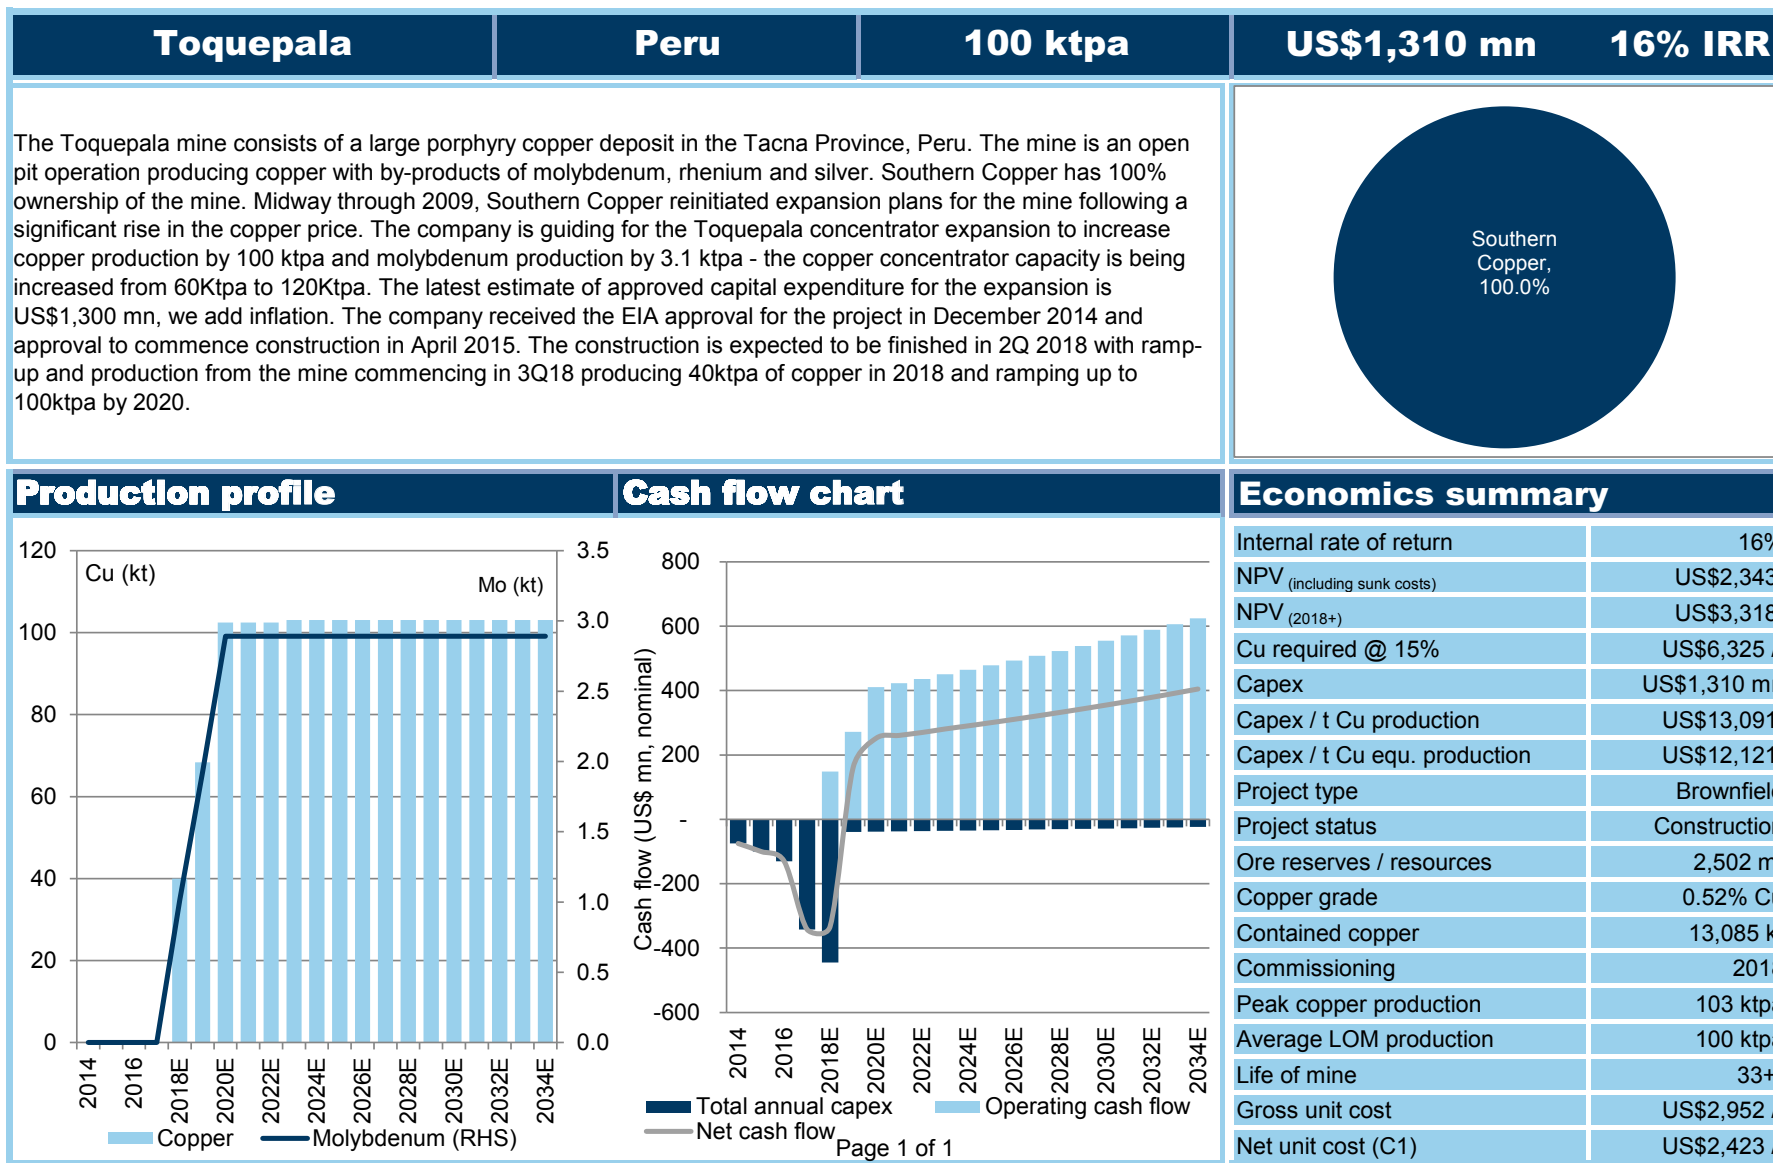 Toquepala Peru 100 ktpa US$1,310 mn 16% IRR
The Toquepala mine consists of a large porphyry copper deposit in the Tacna Province, Peru. The mine is an open
pit operation producing copper with by-products of molybdenum, rhenium and silver. Southern Copper has 100%
ownership of the mine. Midway through 2009, Southern Copper reinitiated expansion plans for the mine following a
significant rise in the copper price. The company is guiding for the Toquepala concentrator expansion to increase
copper production by 100 ktpa and molybdenum production by 3.1 ktpa - the copper concentrator capacity is being
increased from 60Ktpa to 120Ktpa. The latest estimate of approved capital expenditure for the expansion is
US$1,300 mn, we add inflation. The company received the EIA approval for the project in December 2014 and
approval to commence construction in April 2015. The construction is expected to be finished in 2Q 2018 with ramp-
up and production from the mine commencing in 3Q18 producing 40ktpa of copper in 2018 and ramping up to
100ktpa by 2020.
Southern
Copper,
100.0%
Production profile
Cu (kt)
Mo (kt)
120
100
80
60
40
20
0
3.5
3.0
2.5
2.0
1.5
1.0
0.5
0.0
2014 2016 2018E 2020E 2022E 2024E 2026E 2028E 2030E 2032E 2034E
Copper Molybdenum (RHS)
Cash flow chart
Cash flow (US$ mn, nominal)
800
600
400
200
-
-200
-400
-600
2014 2016 2018E 2020E 2022E 2024E 2026E 2028E 2030E 2032E 2034E
Total annual capex Operating cash flow
Net cash flow
Page 1 of 1
Economics summary
Internal rate of return 16%
NPV (including sunk costs) US$2,343
NPV (2018+) US$3,318
Cu required @ 15% US$6,325 /
Capex US$1,310 m
Capex / t Cu production US$13,091
Capex / t Cu equ. production US$12,121
Project type Brownfiel
Project status Constructio
Ore reserves / resources 2,502 m
Copper grade 0.52% C
Contained copper 13,085 k
Commissioning 201
Peak copper production 103 ktp
Average LOM production 100 ktp
Life of mine 33+
Gross unit cost US$2,952 /
Net unit cost (C1) US$2,423 /